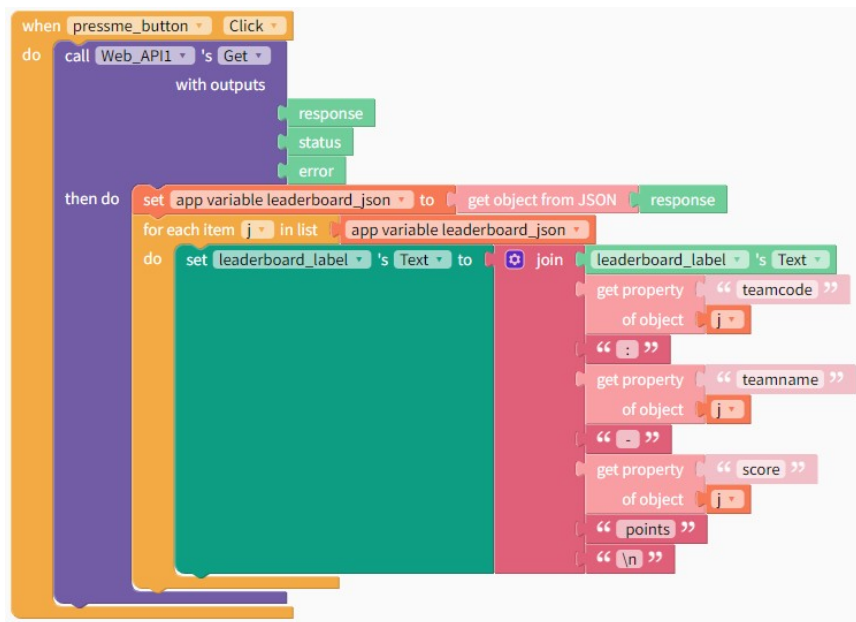 when pressme_button Click
do call Web_API1 's Get
with outputs
response
status
error
then do set app variable leaderboard_json to get object from JSON response
for each item j in list app variable leaderboard_json
do set leaderboard_label 's Text to join leaderboard_label 's Text
get property “ teamcode ”
of object j
“ : ”
get property “ teamname ”
of object j
“ - ”
get property “ score ”
of object j
“ points ”
“ \n ”